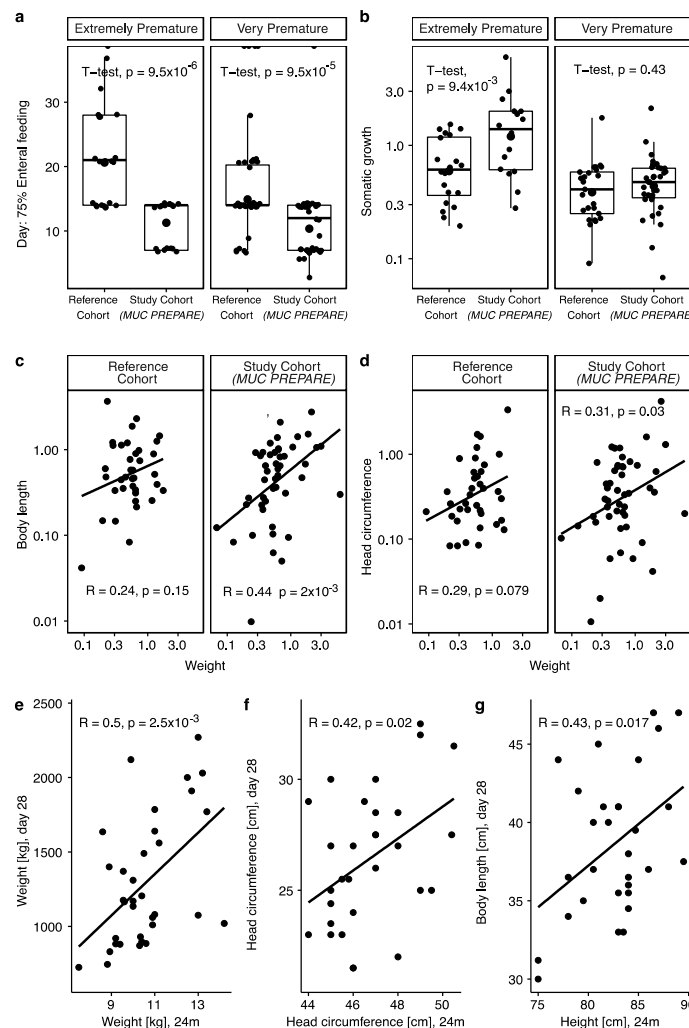 a
Extremely Premature
Very Premature
T-test, p = 9.5x10-6
T-test, p = 9.5x10-5
Day: 75% Enteral feeding
30
20
10
Reference
Cohort
Study Cohort
(MUC PREPARE)
Reference
Cohort
Study Cohort
(MUC PREPARE)
b
Extremely Premature
Very Premature
T-test,
p = 9.4x10-3
T-test, p = 0.43
Somatic growth
3.0
1.0
0.3
0.1
Reference
Cohort
Study Cohort
(MUC PREPARE)
Reference
Cohort
Study Cohort
(MUC PREPARE)
c
Reference
Cohort
Study Cohort
(MUC PREPARE)
Body length
1.00
0.10
0.01
R = 0.24, p = 0.15
R = 0.44 p = 2x10-3
0.1 0.3 1.0 3.0
0.1 0.3 1.0 3.0
Weight
d
Reference
Cohort
Study Cohort
(MUC PREPARE)
R = 0.31, p = 0.03
Head circumference
1.00
0.10
0.01
R = 0.29, p = 0.079
0.1 0.3 1.0 3.0
0.1 0.3 1.0 3.0
Weight
e
R = 0.5, p = 2.5x10-3
Weight [kg], day 28
2500
2000
1500
1000
9 11 13
Weight [kg], 24m
f
R = 0.42, p = 0.02
Head circumference [cm], day 28
30
25
44 46 48 50
Head circumference [cm], 24m
g
R = 0.43, p = 0.017
Body length [cm], day 28
45
40
35
30
75 80 85 90
Height [cm], 24m